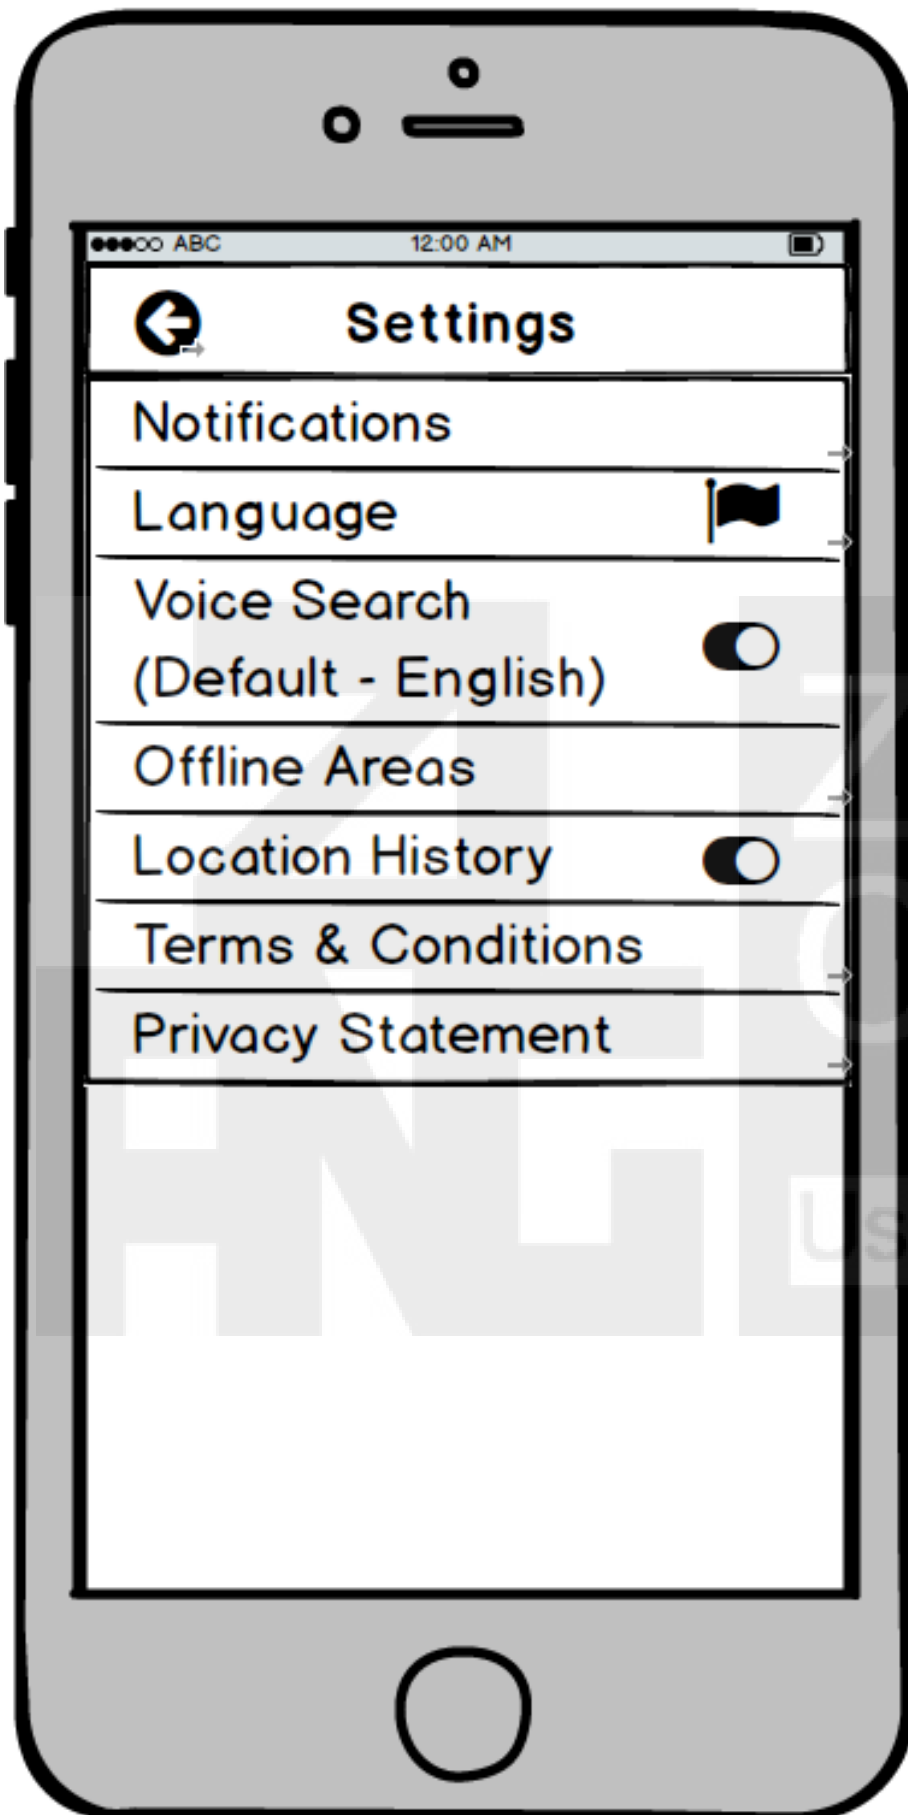 ABC 12:00 AM
Settings
Notifications
Language
Voice Search
(Default - English)
Offline Areas
Location History
Terms & Conditions
Privacy Statement